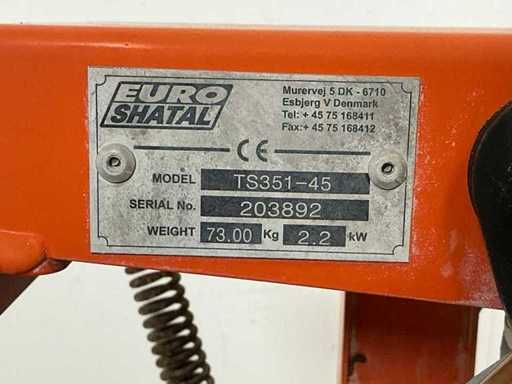 EURO
SHATAL
Murervej 5 DK - 6710
Esbjerg V Denmark
Tel: + 45 75 168411
Fax:+ 45 75 168412
CE
MODEL TS351-45
SERIAL No. 203892
WEIGHT 73.00 Kg 2.2 kW